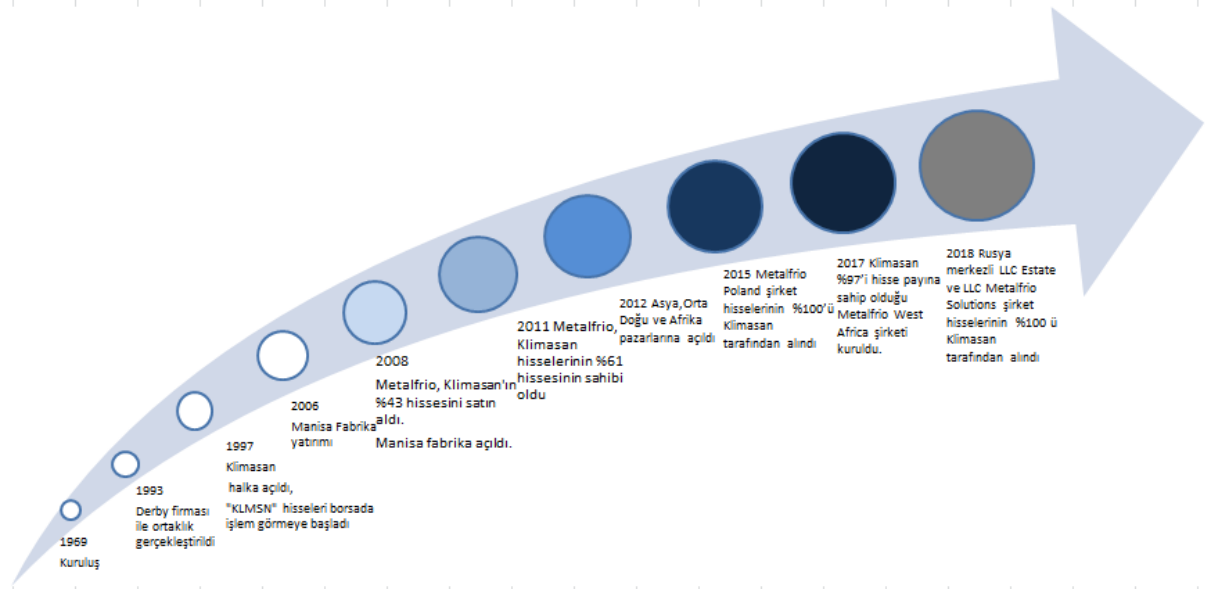 1969
Kuruluş
1993
Derby firması
ile ortaklık
gerçekleştirildi
1997
Klimasan
halka açıldı,
"KLMSN" hisseleri borsada
işlem görmeye başladı
2006
Manisa Fabrika
yatırımı
2008
Metalfrio, Klimasan'ın
%43 hissesini satın
aldı.
Manisa fabrika açıldı.
2011 Metalfrio,
Klimasan
hisselerinin %61
hissesinin sahibi
oldu
2012 Asya,Orta
Doğu ve Afrika
pazarlarına açıldı
2015 Metalfrio
Poland şirket
hisselerinin %100'ü
Klimasan
tarafından alındı
2017 Klimasan
%97'i hisse payına
sahip olduğu
Metalfrio West
Africa şirketi
kuruldu.
2018 Rusya
merkezli LLC Estate
ve LLC Metalfrio
Solutions şirket
hisselerinin %100 ü
Klimasan
tarafından alındı